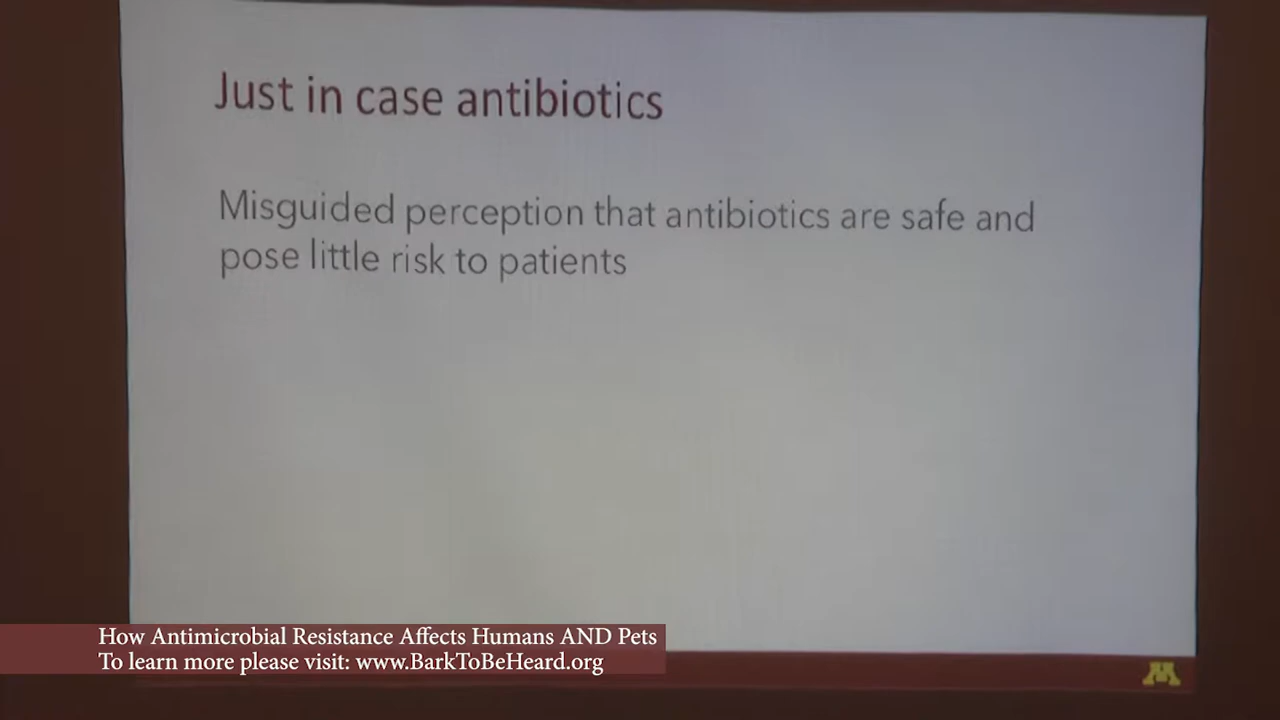 Just in case antibiotics
Misguided perception that antibiotics are safe and
pose little risk to patients
How Antimicrobial Resistance Affects Humans AND Pets
To learn more please visit: www.BarkToBeHeard.org
M